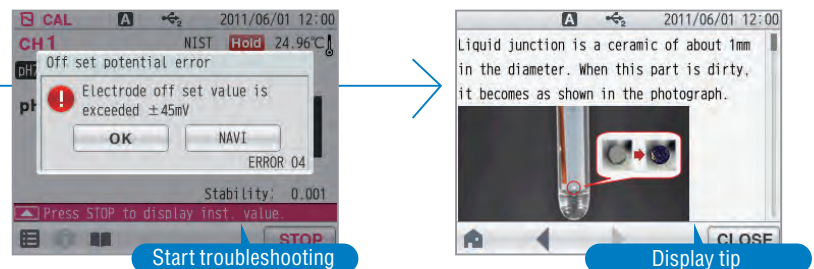 CAL A 2 2011/06/01 12:00
CH1 NIST Hold 24.96℃
Off set potential error
Electrode off set value is
exceeded ±45mV
OK NAVI
ERROR 04
Stability: 0.001
Press STOP to display inst. value.
STOP
Start troubleshooting
A 2 2011/06/01 12:00
Liquid junction is a ceramic of about 1mm
in the diameter. When this part is dirty,
it becomes as shown in the photograph.
CLOSE
Display tip